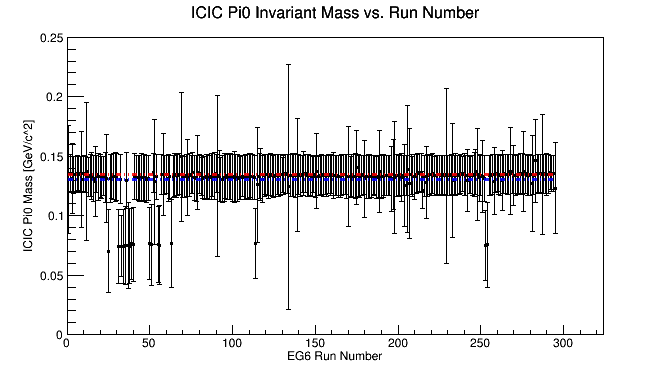 ICIC Pi0 Invariant Mass vs. Run Number
ICIC Pi0 Mass [GeV/c^2]
0.25
0.2
0.15
0.1
0.05
0
0 50 100 150 200 250 300
EG6 Run Number